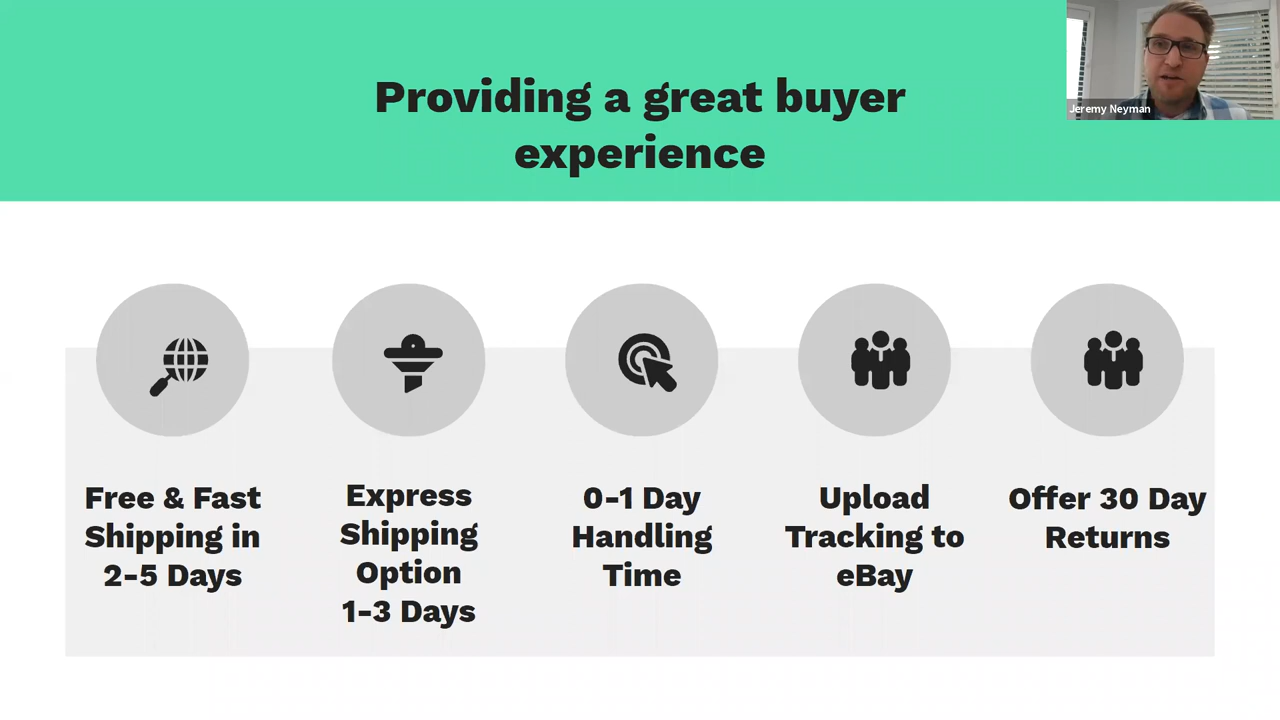 Providing a great buyer
experience
Jeremy Neyman
Free & Fast
Shipping in
2-5 Days
Express
Shipping
Option
1-3 Days
0-1 Day
Handling
Time
Upload
Tracking to
eBay
Offer 30 Day
Returns